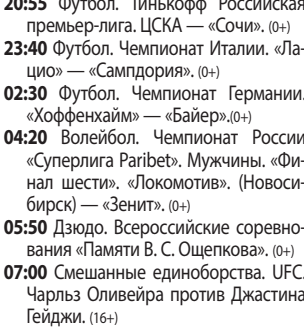 20:55 Футбол. Тинькофф Российская
премьер-лига. ЦСКА — «Сочи». (0+)
23:40 Футбол. Чемпионат Италии. «Ла-
цио» — «Сампдория». (0+)
02:30 Футбол. Чемпионат Германии.
«Хоффенхайм» — «Байер».(0+)
04:20 Волейбол. Чемпионат России
«Суперлига Paribet». Мужчины. «Фи-
нал шести». «Локомотив». (Новоси-
бирск) — «Зенит». (0+)
05:50 Дзюдо. Всероссийские соревно-
вания «Памяти В. С. Ощепкова». (0+)
07:00 Смешанные единоборства. UFC.
Чарльз Оливейра против Джастина
Гейджи. (16+)